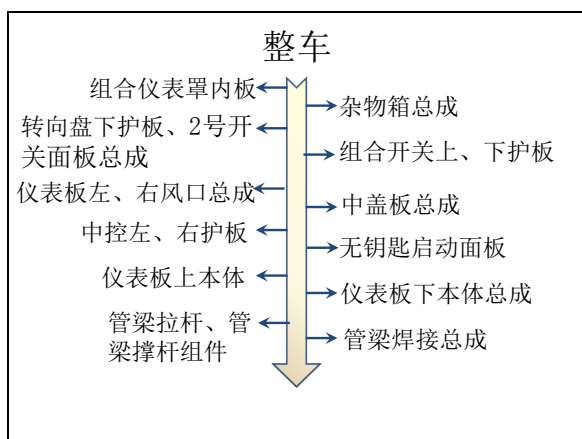 整车
组合仪表罩内板
杂物箱总成
转向盘下护板、2号开
关面板总成
组合开关上、下护板
仪表板左、右风口总成
中盖板总成
中控左、右护板
无钥匙启动面板
仪表板上本体
仪表板下本体总成
管梁拉杆、管
梁撑杆组件
管梁焊接总成